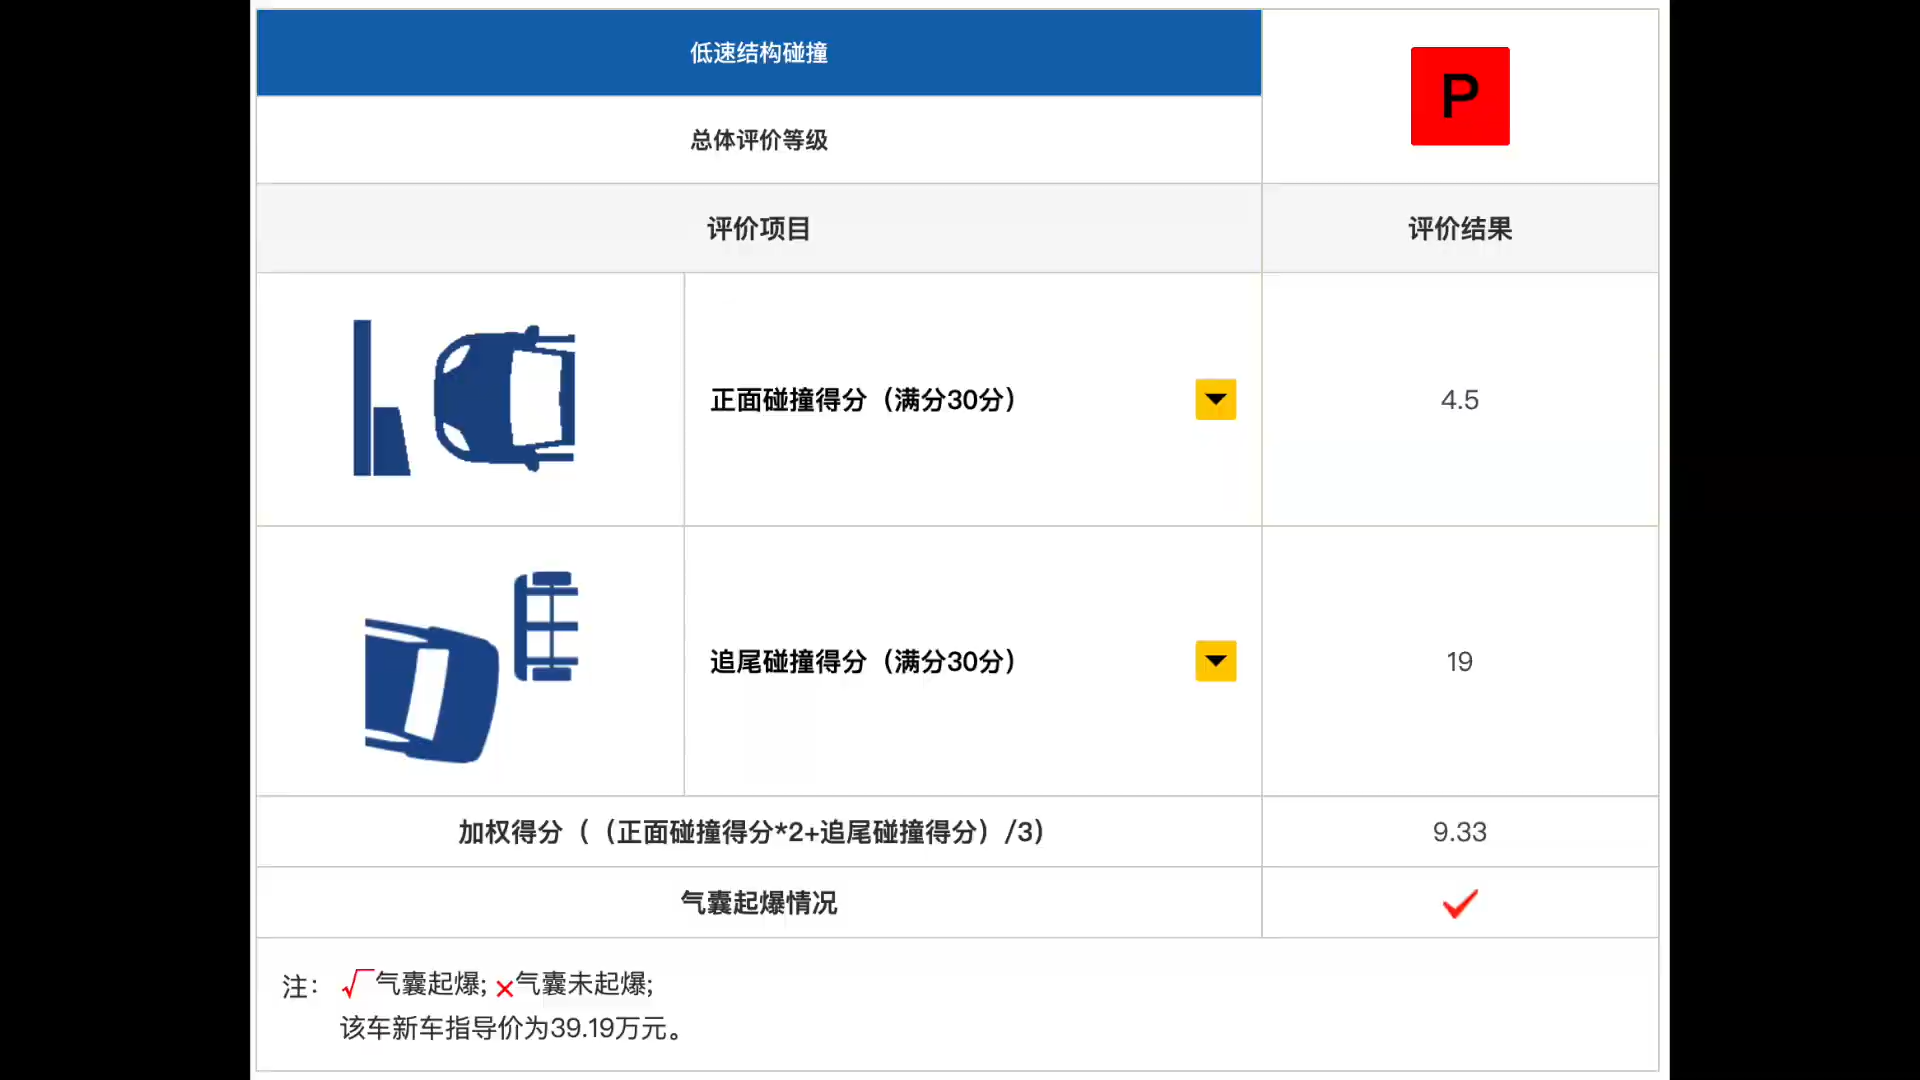 低速结构碰撞
P
总体评价等级
评价项目
评价结果
正面碰撞得分（满分30分）
4.5
追尾碰撞得分（满分30分）
19
加权得分（（正面碰撞得分*2+追尾碰撞得分）/3）
9.33
气囊起爆情况
注： √气囊起爆; ×气囊未起爆;
该车新车指导价为39.19万元。